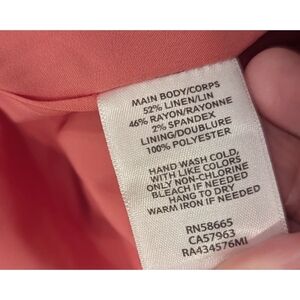 MAIN BODY/CORPS
52% LINEN/LIN
46% RAYON/RAYONNE
2% SPANDEX
LINING/DOUBLURE
100% POLYESTER
HAND WASH COLD,
WITH LIKE COLORS
ONLY NON-CHLORINE
BLEACH IF NEEDED
HANG TO DRY
WARM IRON IF NEEDED
RN58665
CA57963
RA434576MI